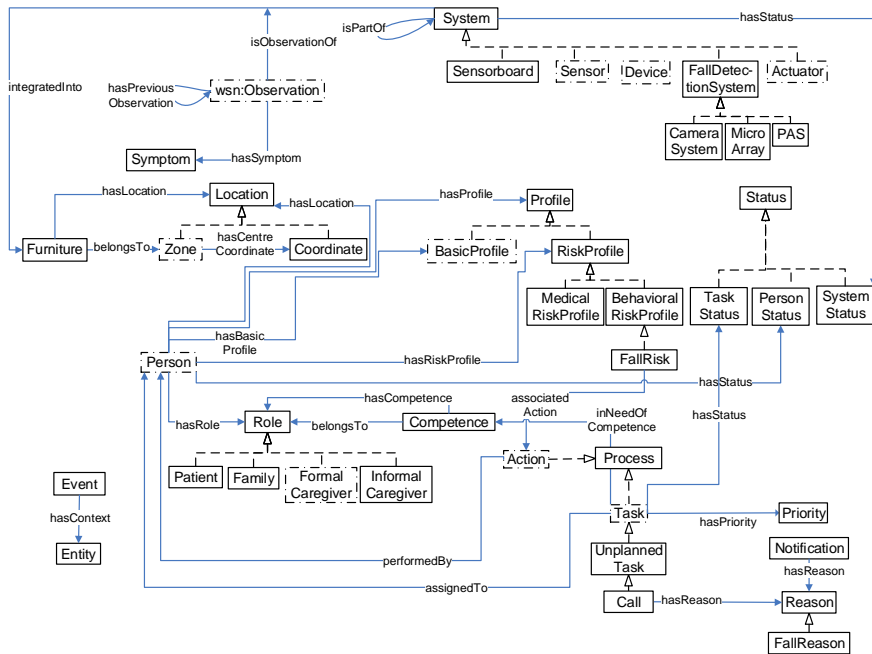 System
hasStatus
isPartOf
isObservationOf
Sensorboard
Sensor
Device
FallDetec-
tionSystem
Actuator
integratedInto
hasPrevious
Observation
wsn:Observation
Camera
System
Micro
Array
PAS
Symptom
hasSymptom
hasLocation
Location
hasLocation
hasProfile
Profile
Status
Furniture
belongsTo
Zone
hasCentre
Coordinate
Coordinate
BasicProfile
RiskProfile
Medical
RiskProfile
Behavioral
RiskProfile
Task
Status
Person
Status
System
Status
hasBasic
Profile
Person
hasRiskProfile
FallRisk
hasStatus
hasCompetence
associated
Action
inNeedOf
Competence
hasStatus
hasRole
Role
belongsTo
Competence
Action
Process
Patient
Family
Formal
Caregiver
Informal
Caregiver
Event
hasContext
Entity
Task
hasPriority
Priority
performedBy
Unplanned
Task
Notification
hasReason
assignedTo
Call
hasReason
Reason
FallReason